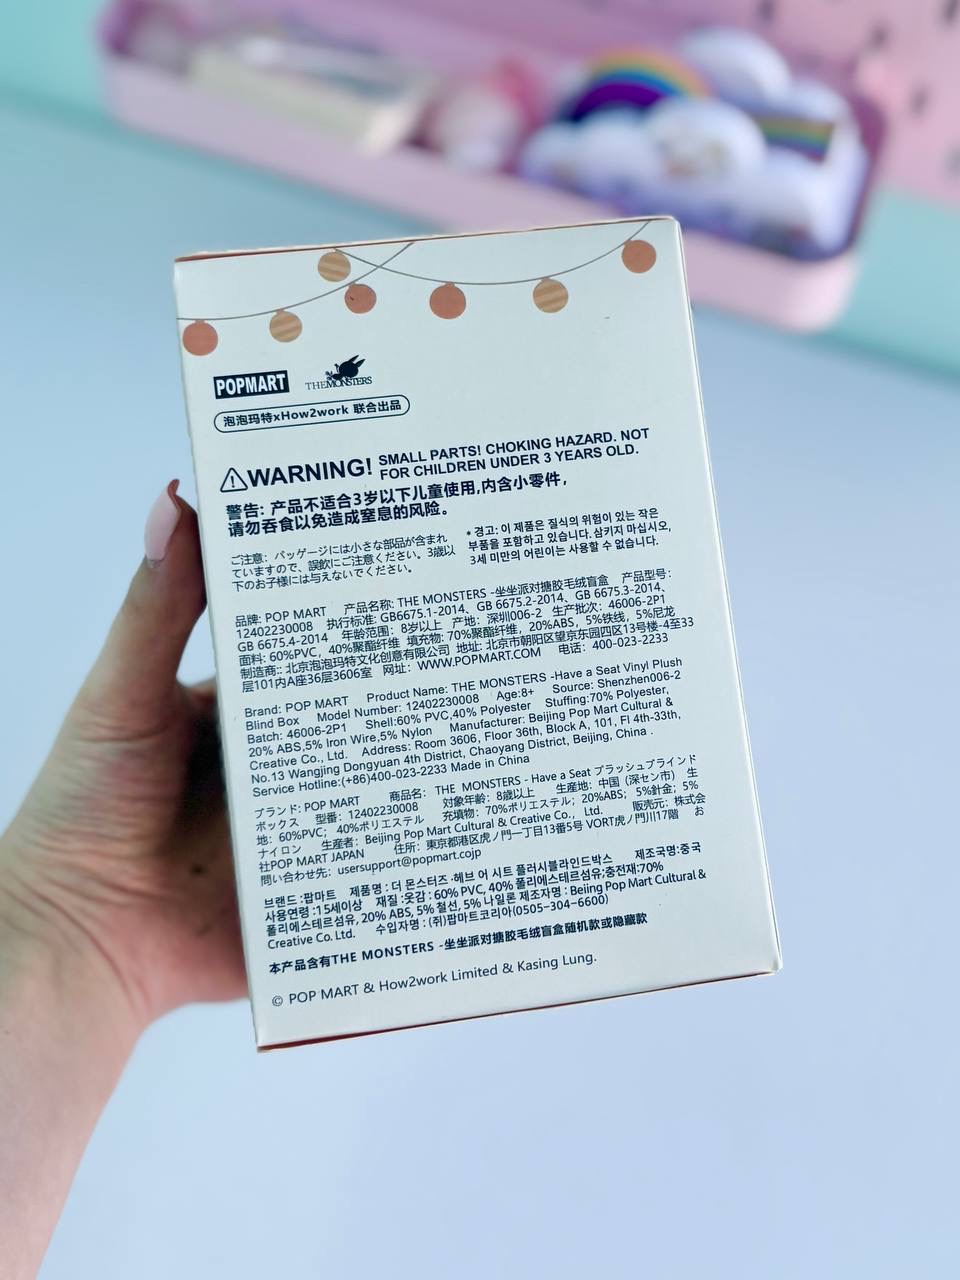 POPMART
THE MONSTERS
泡泡玛特xHow2work 联合出品
WARNING! SMALL PARTS! CHOKING HAZARD. NOT
FOR CHILDREN UNDER 3 YEARS OLD.
警告: 产品不适合3岁以下儿童使用,内含小零件,
请勿吞食以免造成窒息的风险。
ご注意: パッゲージには小さな部品が含まれ
ていますので、誤飲にご注意ください。3歳以
下のお子様には与えないでください。
* 경고: 이 제품은 질식의 위험이 있는 작은
부품을 포함하고 있습니다. 삼키지 마십시오,
3세 미만의 어린이는 사용할 수 없습니다.
品牌: POP MART 产品名称: THE MONSTERS -坐坐派对搪胶毛绒盲盒 产品型号:
12402230008 执行标准: GB6675.1-2014、GB 6675.2-2014、GB 6675.3-2014、
GB 6675.4-2014 年龄范围: 8岁以上 产地: 深圳006-2 生产批次: 46006-2P1
面料: 60%PVC, 40%聚酯纤维 填充物: 70%聚酯纤维, 20%ABS, 5%铁线, 5%尼龙
制造商:: 北京泡泡玛特文化创意有限公司 地址: 北京市朝阳区望京东园四区13号楼-4至33
层101内A座36层3606室 网址: WWW.POPMART.COM 电话: 400-023-2233
Brand: POP MART Product Name: THE MONSTERS -Have a Seat Vinyl Plush
Blind Box Model Number: 12402230008 Age:8+ Source: Shenzhen006-2
Batch: 46006-2P1 Shell:60% PVC,40% Polyester Stuffing:70% Polyester,
20% ABS,5% Iron Wire,5% Nylon Manufacturer: Beijing Pop Mart Cultural &
Creative Co., Ltd. Address: Room 3606, Floor 36th, Block A, 101, Fl 4th-33th,
No.13 Wangjing Dongyuan 4th District, Chaoyang District, Beijing, China .
Service Hotline:(+86)400-023-2233 Made in China
ブランド: POP MART 商品名: THE MONSTERS - Have a Seat プラッシュブラインド
ボックス 型番: 12402230008 対象年齢: 8歳以上 生産地: 中国 (深セン市) 生
地: 60%PVC; 40%ポリエステル 充填物: 70%ポリエステル; 20%ABS; 5%針金; 5%
ナイロン 生産者: Beijing Pop Mart Cultural & Creative Co., Ltd. 販売元: 株式会
社POP MART JAPAN 住所: 東京都港区虎ノ門一丁目13番5号 VORT虎ノ門川17階 お
問い合わせ先: usersupport@popmart.cojp
브랜드 :팝마트 제품명 : 더 몬스터즈 -헤브 어 시트 플러시블라인드박스 제조국명:중국
사용연령 :15세이상 재질 :옷감 : 60% PVC, 40% 폴리에스테르섬유;충전재:70%
폴리에스테르섬유, 20% ABS, 5% 철선, 5% 나일론 제조자명 : Beiing Pop Mart Cultural &
Creative Co. Ltd. 수입자명 : (쥐)팝마트코리아(0505-304-6600)
本产品含有THE MONSTERS -坐坐派对搪胶毛绒盲盒随机款或隐藏款
© POP MART & How2work Limited & Kasing Lung.